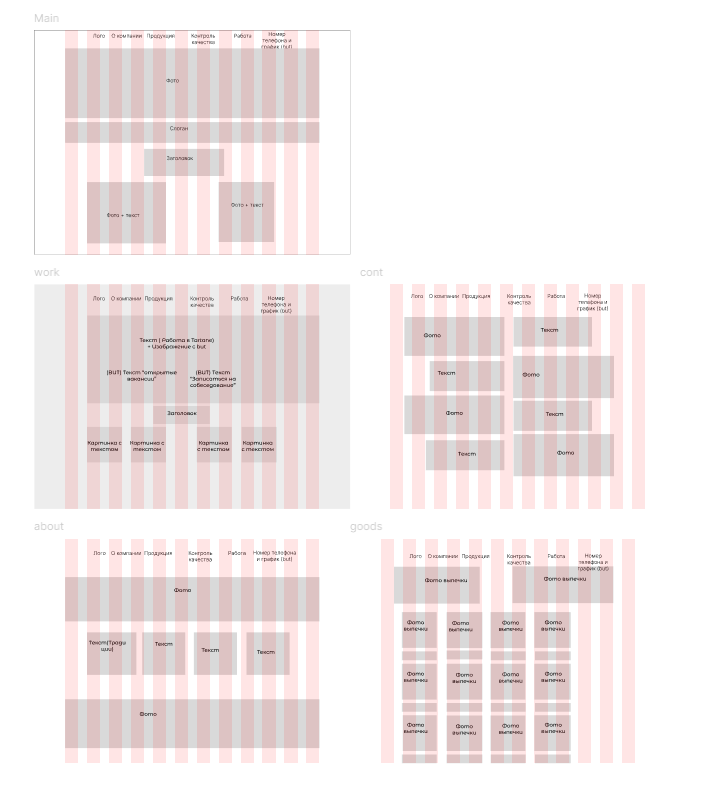 Main
Лого О компании Продукция Контроль качества Работа Номер телефона и график (but)
Фото
Слоган
Заголовок
Фото + текст
Фото + текст
work
Лого О компании Продукция Контроль качества Работа Номер телефона и график (but)
Текст ( Работа в Татате)
+ Изображение с but
(BUT) Текст "открытые вакансии"
(BUT) Текст "Записаться на собеседование"
Заголовок
Картинка с текстом
Картинка с текстом
Картинка с текстом
Картинка с текстом
cont
Лого О компании Продукция Контроль качества Работа Номер телефона и график (but)
Фото
Текст
Текст
Фото
Фото
Текст
Текст
Фото
about
Лого О компании Продукция Контроль качества Работа Номер телефона и график (but)
Фото
Текст(Традиции(
Текст
Текст
Текст
Фото
goods
Лого О компании Продукция Контроль качества Работа Номер телефона и график (but)
Фото выпечки
Фото выпечки
Фото выпечки
Фото выпечки
Фото выпечки
Фото выпечки
Фото выпечки
Фото выпечки
Фото выпечки
Фото выпечки
Фото выпечки
Фото выпечки
Фото выпечки
Фото выпечки